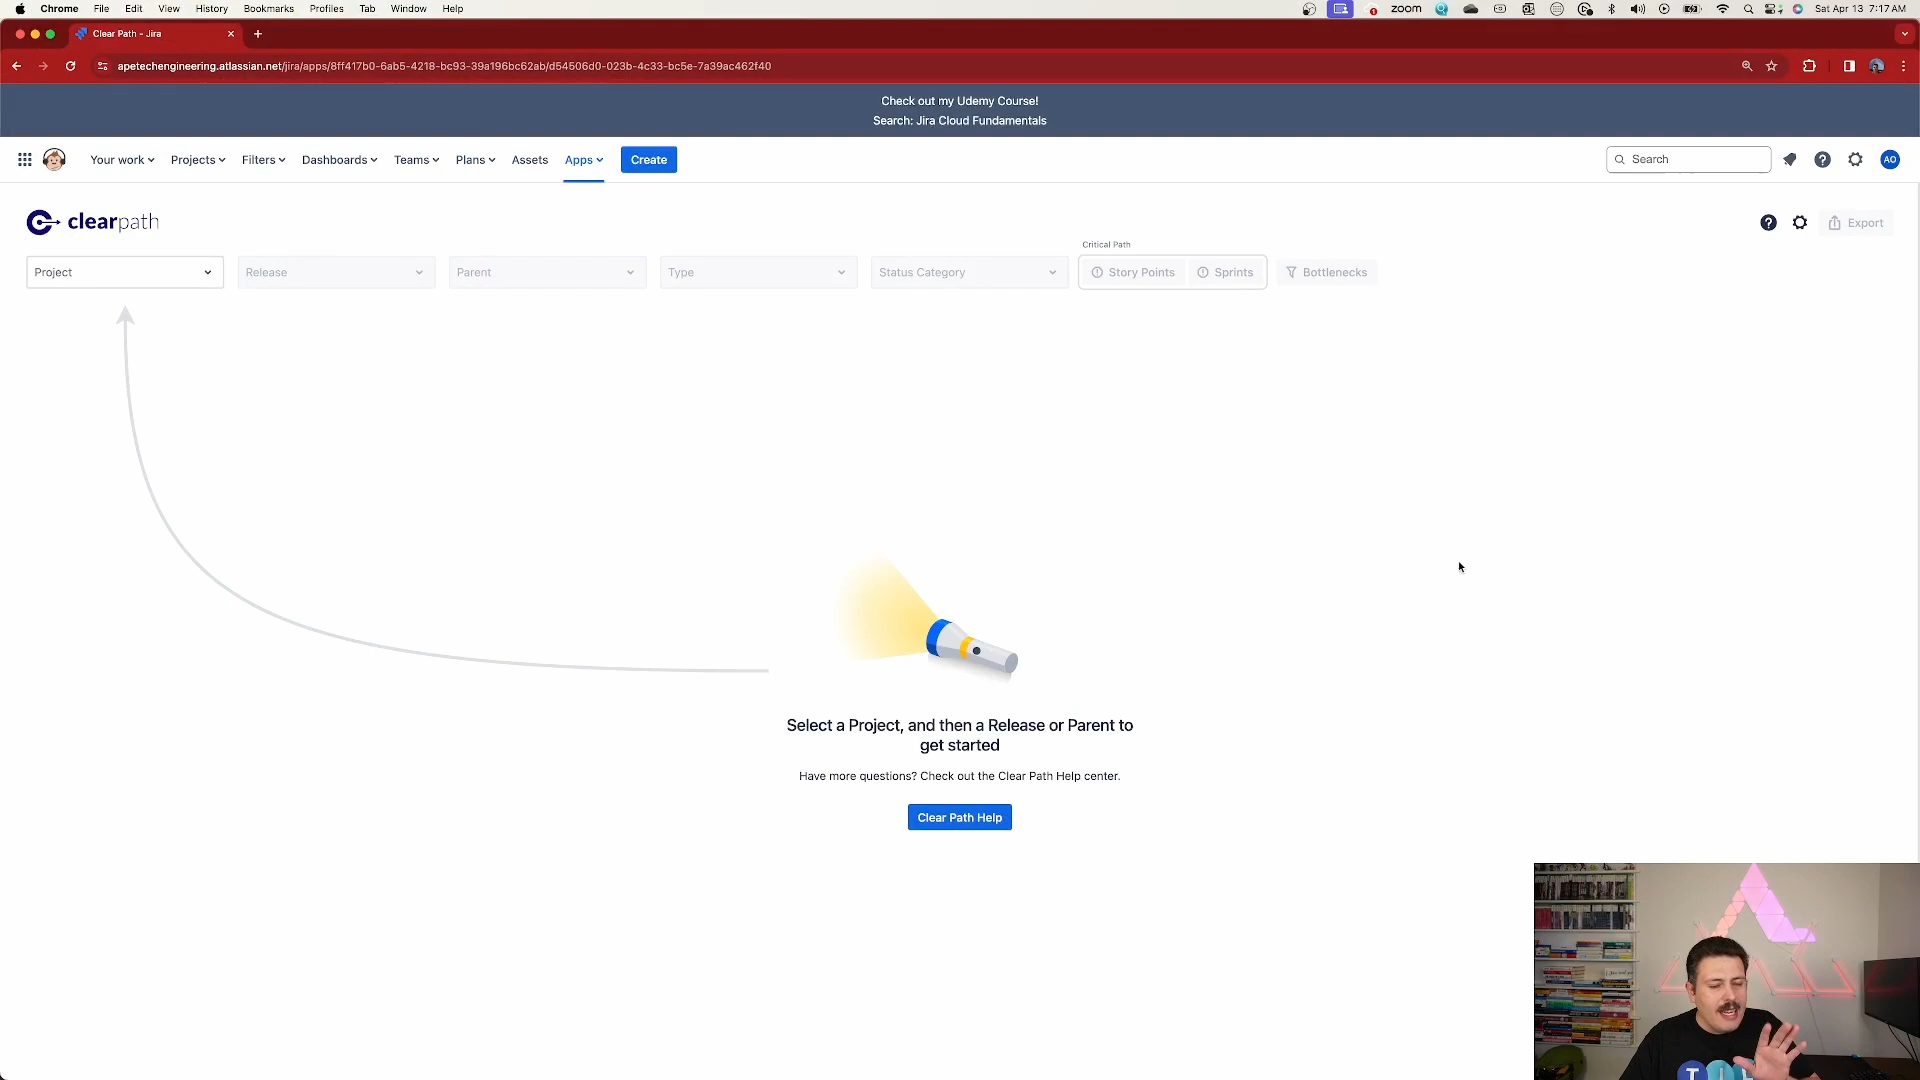 Chrome File Edit View History Bookmarks Profiles Tab Window Help
zoom Sat Apr 13 7:17 AM
Clear Path - Jira
apetechengineering.atlassian.net/jira/apps/8ff417b0-6ab5-4218-bc93-39a196bc62ab/d54506d0-023b-4c33-bc5e-7a39ac462f40
Check out my Udemy Course!
Search: Jira Cloud Fundamentals
Your work Projects Filters Dashboards Teams Plans Assets Apps Create Search AO
clearpath
Export
Critical Path
Project Release Parent Type Status Category Story Points Sprints Bottlenecks
Select a Project, and then a Release or Parent to
get started
Have more questions? Check out the Clear Path Help center.
Clear Path Help